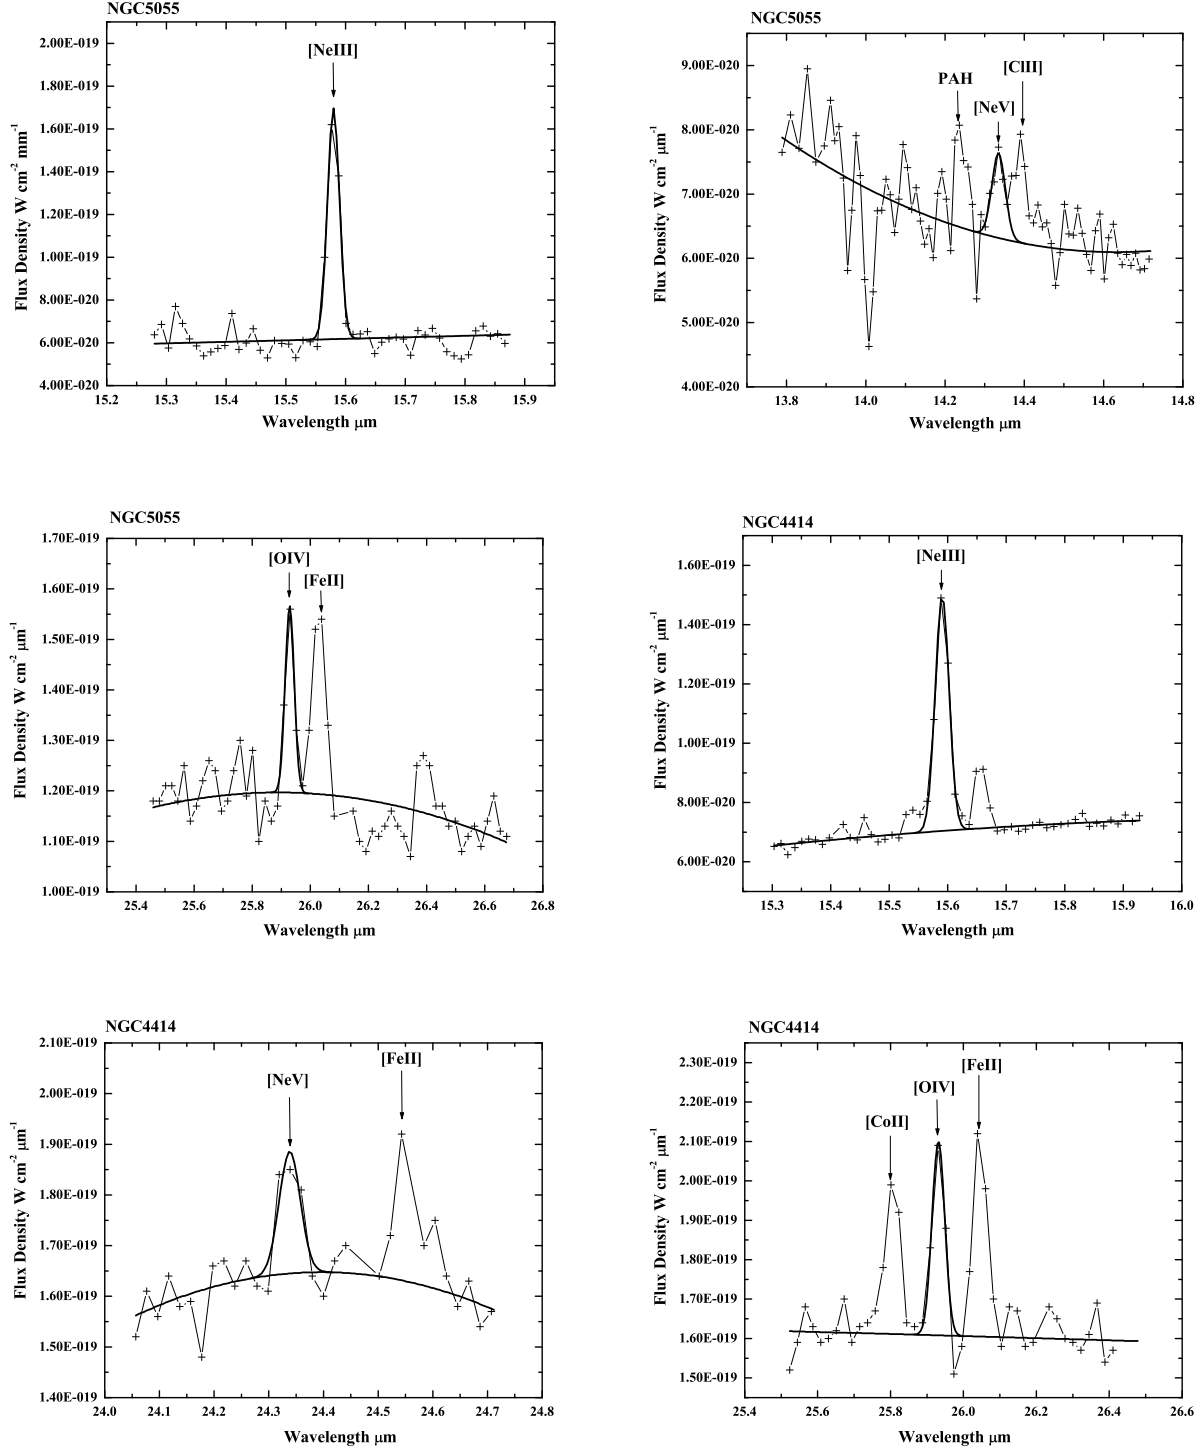 NGC5055
2.00E-019
1.80E-019
1.60E-019
1.40E-019
1.20E-019
1.00E-019
8.00E-020
6.00E-020
4.00E-020
Flux Density W cm-2 mm-1
[NeIII]
15.2 15.3 15.4 15.5 15.6 15.7 15.8 15.9
Wavelength μm
NGC5055
9.00E-020
8.00E-020
7.00E-020
6.00E-020
5.00E-020
4.00E-020
Flux Density W cm-2 μm-1
PAH
[NeV]
[ClII]
13.8 14.0 14.2 14.4 14.6 14.8
Wavelength μm
NGC5055
1.70E-019
1.60E-019
1.50E-019
1.40E-019
1.30E-019
1.20E-019
1.10E-019
1.00E-019
Flux Density W cm-2 μm-1
[OIV]
[FeII]
25.4 25.6 25.8 26.0 26.2 26.4 26.6 26.8
Wavelength μm
NGC4414
1.60E-019
1.40E-019
1.20E-019
1.00E-019
8.00E-020
6.00E-020
Flux Density W cm-2 μm-1
[NeIII]
15.3 15.4 15.5 15.6 15.7 15.8 15.9 16.0
Wavelength μm
NGC4414
2.10E-019
2.00E-019
1.90E-019
1.80E-019
1.70E-019
1.60E-019
1.50E-019
1.40E-019
Flux Density W cm-2 μm-1
[NeV]
[FeII]
24.0 24.1 24.2 24.3 24.4 24.5 24.6 24.7 24.8
Wavelength μm
NGC4414
2.30E-019
2.20E-019
2.10E-019
2.00E-019
1.90E-019
1.80E-019
1.70E-019
1.60E-019
1.50E-019
Flux Density W cm-2 μm-1
[CoII]
[OIV]
[FeII]
25.4 25.6 25.8 26.0 26.2 26.4 26.6
Wavelength μm